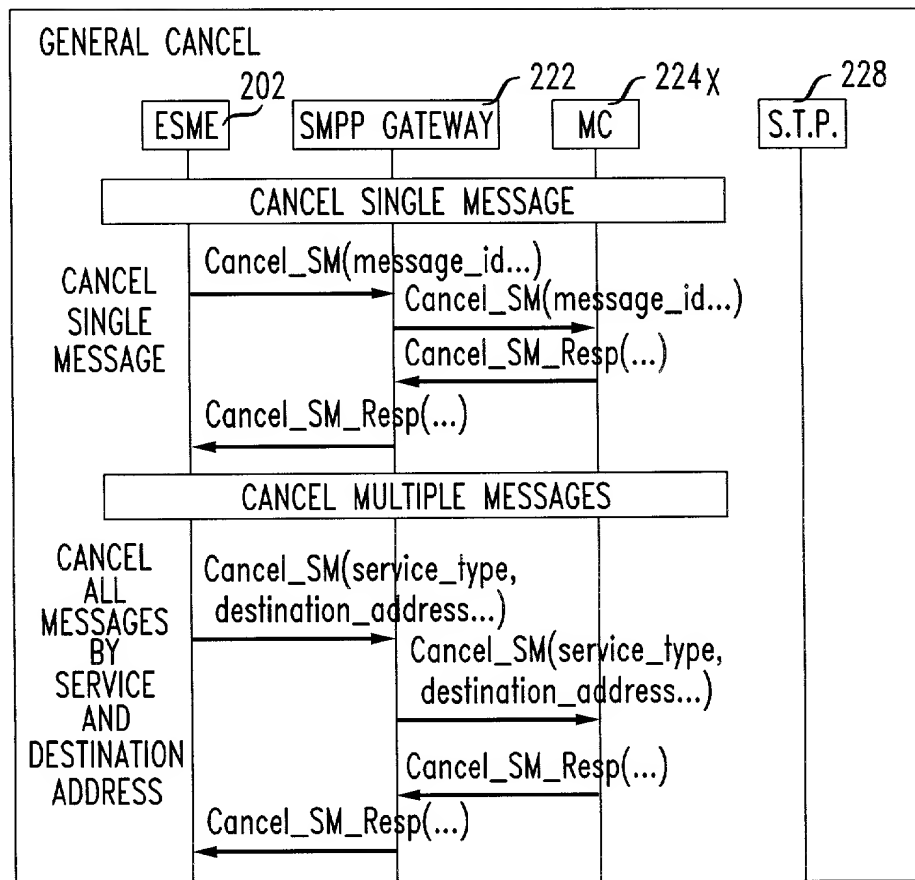 GENERAL CANCEL
202
222
224X
228
ESME
SMPP GATEWAY
MC
S.T.P.
CANCEL SINGLE MESSAGE
CANCEL
SINGLE
MESSAGE
Cancel_SM(message_id...)
Cancel_SM(message_id...)
Cancel_SM_Resp(...)
Cancel_SM_Resp(...)
CANCEL MULTIPLE MESSAGES
CANCEL
ALL
MESSAGES
BY
SERVICE
AND
DESTINATION
ADDRESS
Cancel_SM(service_type,
destination_address...)
Cancel_SM(service_type,
destination_address...)
Cancel_SM_Resp(...)
Cancel_SM_Resp(...)